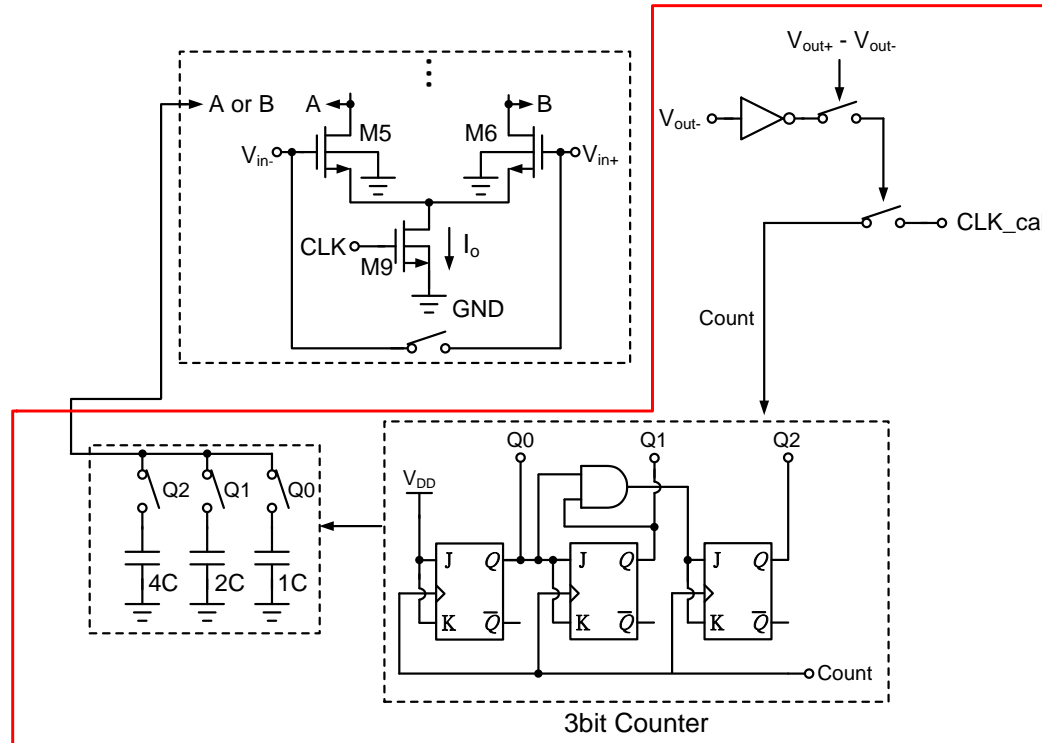 Vout+ - Vout-
Vout-
CLK_cal
Count
A or B
A
B
M5
M6
Vin-
Vin+
CLK
M9
Io
GND
Q2
Q1
Q0
4C
2C
1C
Q0
Q1
Q2
VDD
J
Q
J
Q
J
Q
K
Q
K
Q
K
Q
Count
3bit Counter